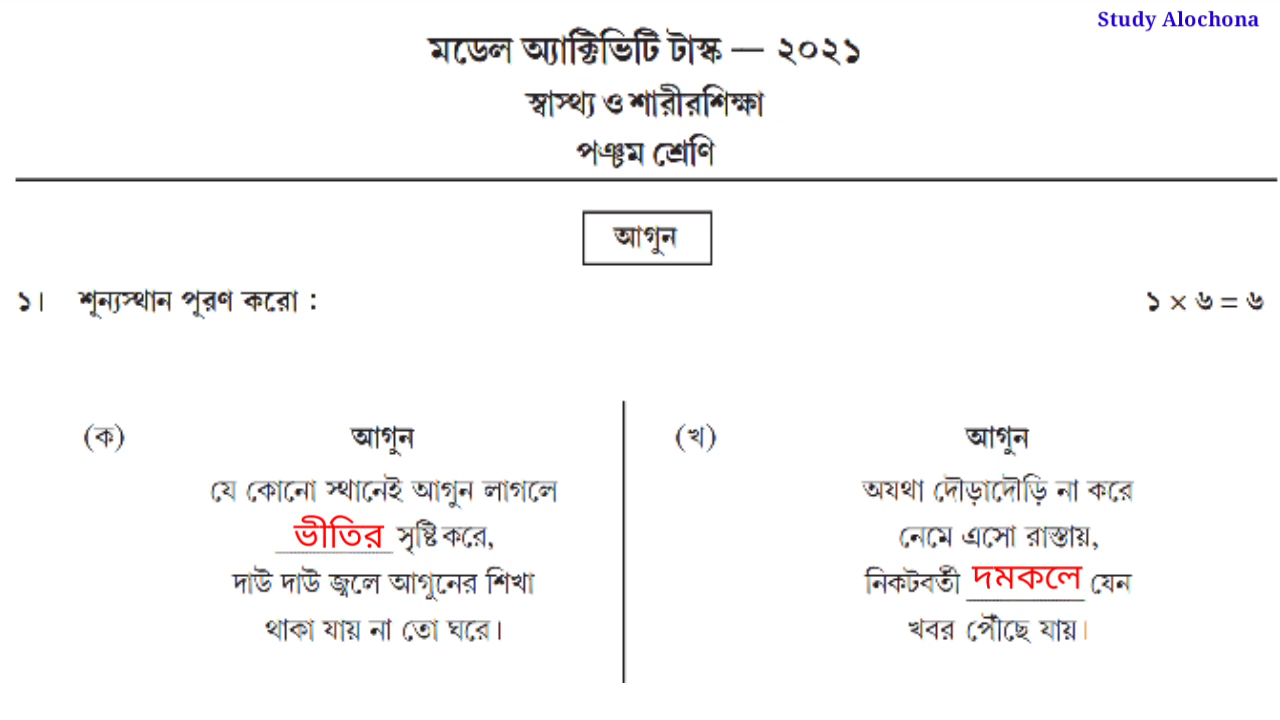 Study Alochona
মডেল অ্যাক্টিভিটি টাস্ক — ২০২১
স্বাস্থ্য ও শারীরশিক্ষা
পঞ্চম শ্রেণি
আগুন
১। শূন্যস্থান পূরণ করো : ১ × ৬ = ৬
(ক) আগুন
যে কোনো স্থানেই আগুন লাগলে
ভীতির সৃষ্টি করে,
দাউ দাউ জ্বলে আগুনের শিখা
থাকা যায় না তো ঘরে।
(খ) আগুন
অযথা দৌড়াদৌড়ি না করে
নেমে এসো রাস্তায়,
নিকটবর্তী দমকলে যেন
খবর পৌঁছে যায়।